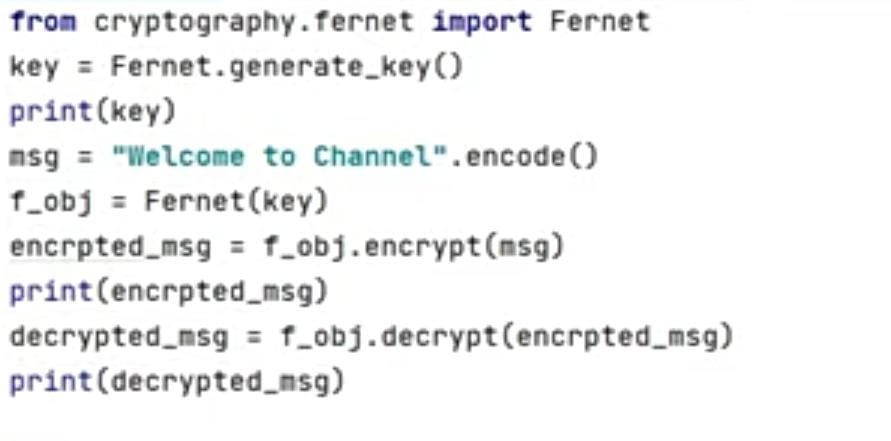 from cryptography.fernet import Fernet
key = Fernet.generate_key()
print(key)
msg = "Welcome to Channel".encode()
f_obj = Fernet(key)
encrpted_msg = f_obj.encrypt(msg)
print(encrpted_msg)
decrypted_msg = f_obj.decrypt(encrpted_msg)
print(decrypted_msg)